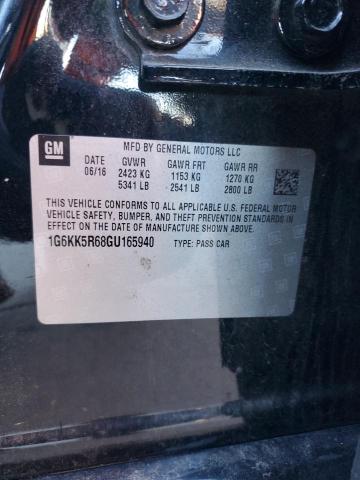 GM
MFD BY GENERAL MOTORS LLC
DATE GVWR GAWR FRT GAWR RR
06/16 2423 KG 1153 KG 1270 KG
5341 LB 2541 LB 2800 LB
THIS VEHICLE CONFORMS TO ALL APPLICABLE U.S. FEDERAL MOTOR
VEHICLE SAFETY, BUMPER, AND THEFT PREVENTION STANDARDS IN
EFFECT ON THE DATE OF MANUFACTURE SHOWN ABOVE.
1G6KK5R68GU165940 TYPE: PASS CAR